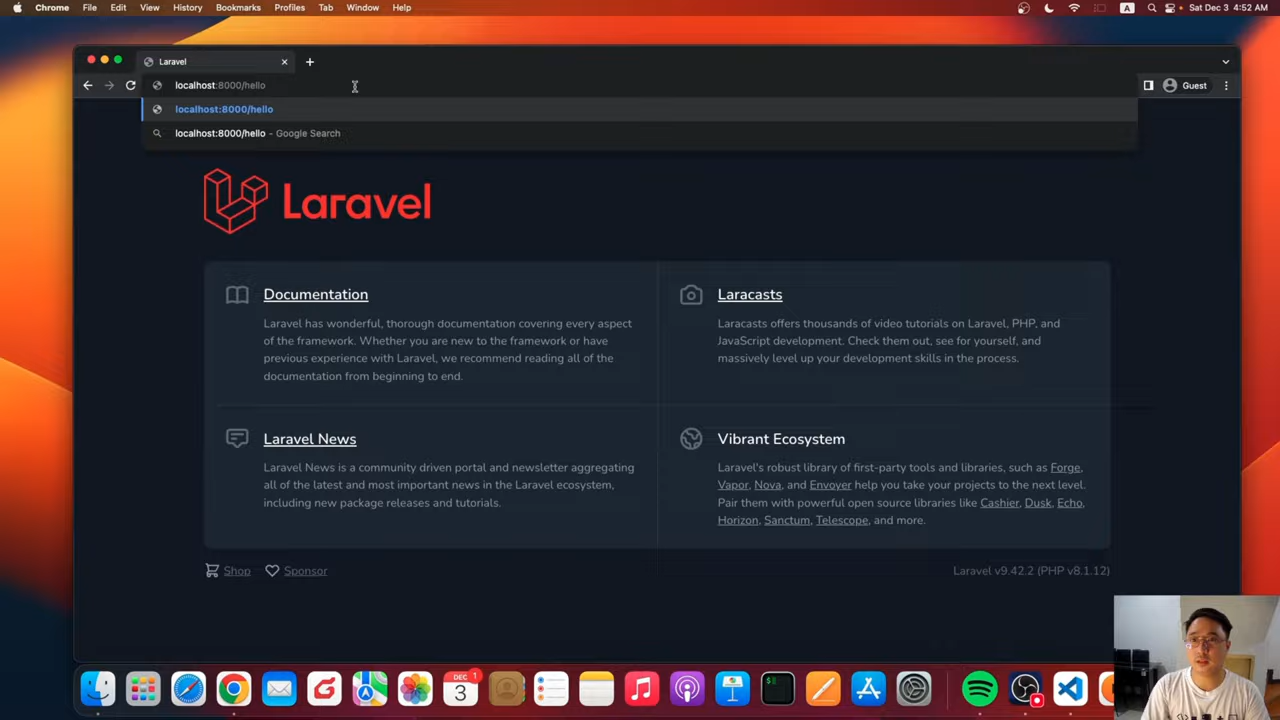 Chrome File Edit View History Bookmarks Profiles Tab Window Help
A Sat Dec 3 4:52 AM
Laravel
localhost:8000/hello
Guest
localhost:8000/hello
localhost:8000/hello - Google Search
Laravel
Documentation
Laravel has wonderful, thorough documentation covering every aspect
of the framework. Whether you are new to the framework or have
previous experience with Laravel, we recommend reading all of the
documentation from beginning to end.
Laracasts
Laracasts offers thousands of video tutorials on Laravel, PHP, and
JavaScript development. Check them out, see for yourself, and
massively level up your development skills in the process.
Laravel News
Laravel News is a community driven portal and newsletter aggregating
all of the latest and most important news in the Laravel ecosystem,
including new package releases and tutorials.
Vibrant Ecosystem
Laravel's robust library of first-party tools and libraries, such as Forge,
Vapor, Nova, and Envoyer help you take your projects to the next level.
Pair them with powerful open source libraries like Cashier, Dusk, Echo,
Horizon, Sanctum, Telescope, and more.
Shop
Sponsor
Laravel v9.42.2 (PHP v8.1.12)
DEC
3
1